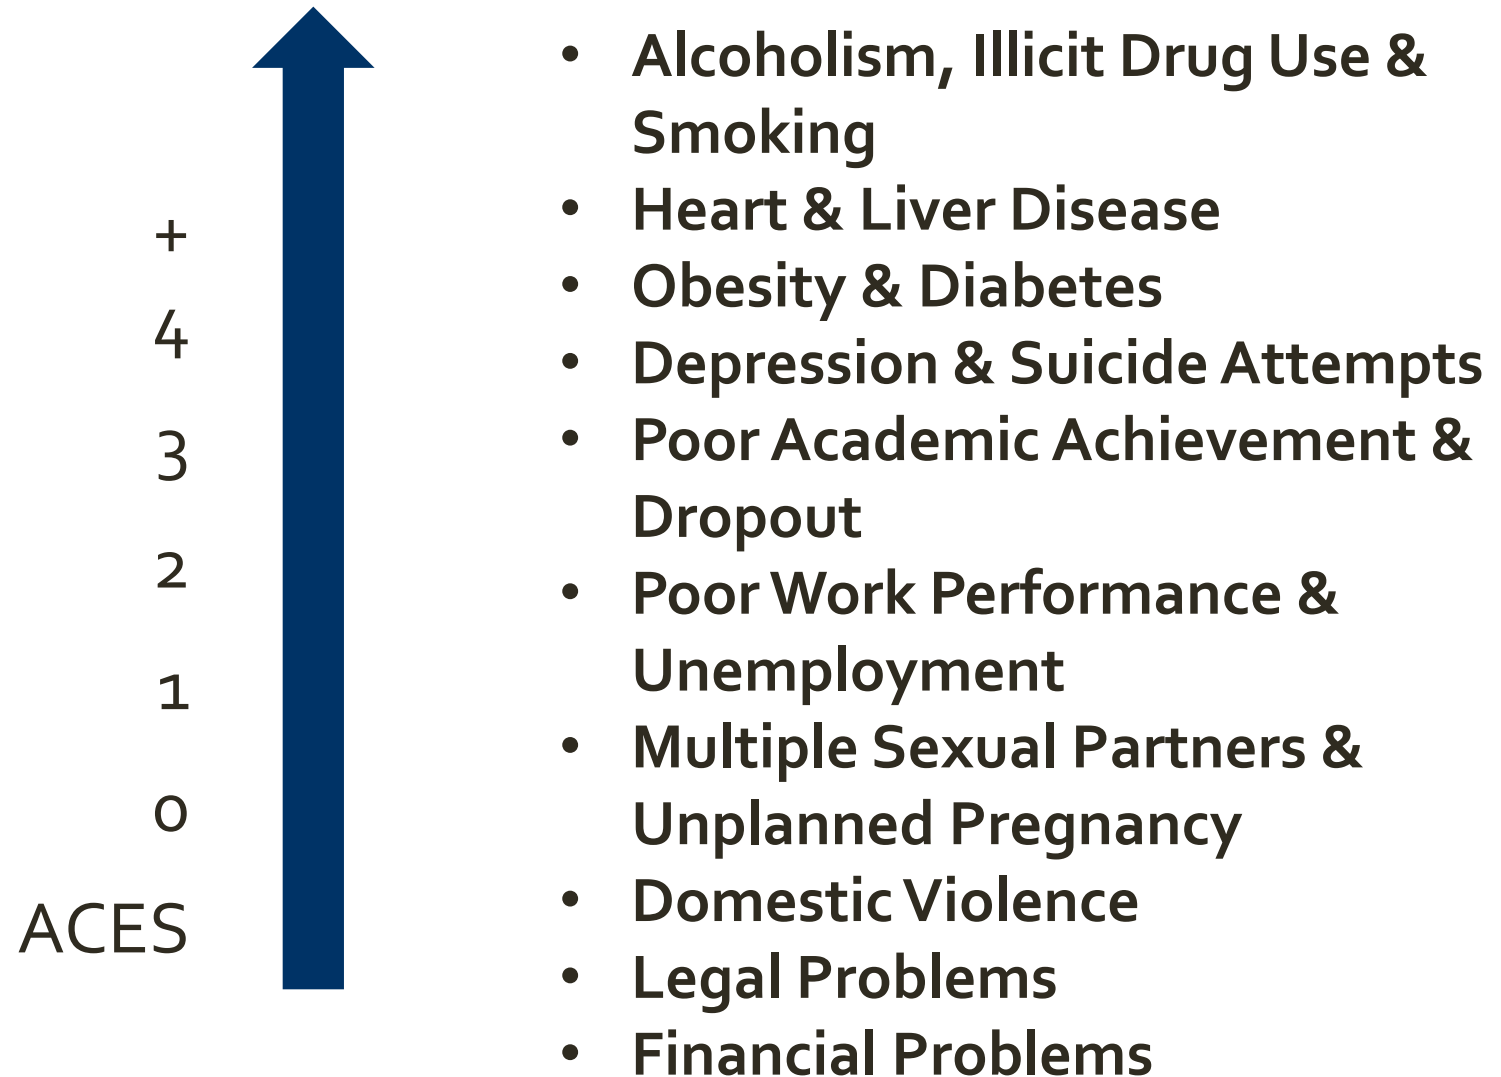 +
4
3
2
1
0
ACES
• Alcoholism, Illicit Drug Use &
Smoking
• Heart & Liver Disease
• Obesity & Diabetes
• Depression & Suicide Attempts
• Poor Academic Achievement &
Dropout
• Poor Work Performance &
Unemployment
• Multiple Sexual Partners &
Unplanned Pregnancy
• Domestic Violence
• Legal Problems
• Financial Problems